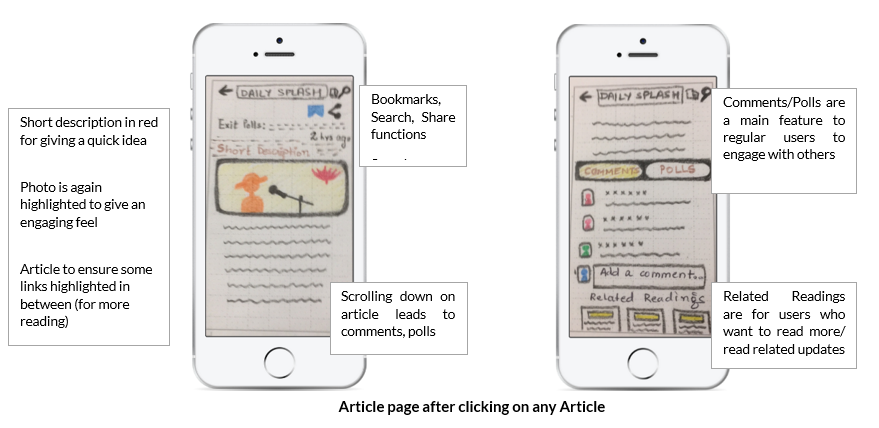 Short description in red
for giving a quick idea
Photo is again
highlighted to give an
engaging feel
Article to ensure some
links highlighted in
between (for more
reading)
DAILY SPLASH
Exit Polls:
2 hrs ago
Short Description
Bookmarks,
Search, Share
functions
Scrolling down on
article leads to
comments, polls
DAILY SPLASH
COMMENTS
POLLS
Add a comment...
Related Readings
Comments/Polls are
a main feature to
regular users to
engage with others
Related Readings
are for users who
want to read more/
read related updates
Article page after clicking on any Article